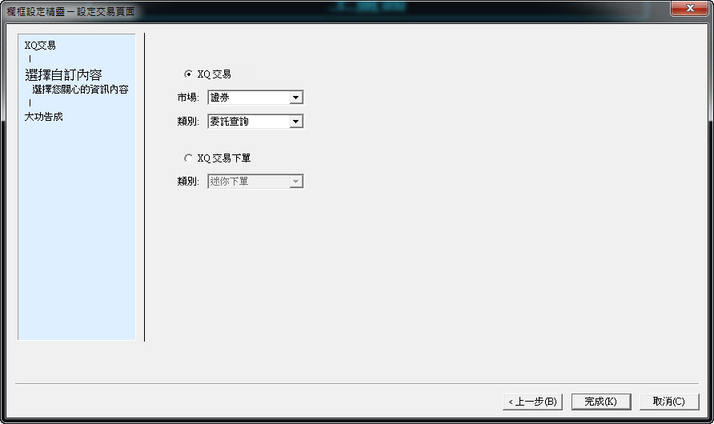 欄框設定精靈 － 設定交易頁面
XQ交易
選擇自訂內容
選擇您關心的資訊內容
大功告成
XQ 交易
市場: 證券
類別: 委託查詢
XQ 交易下單
類別: 迷你下單
< 上一步(B)
完成(K)
取消(C)